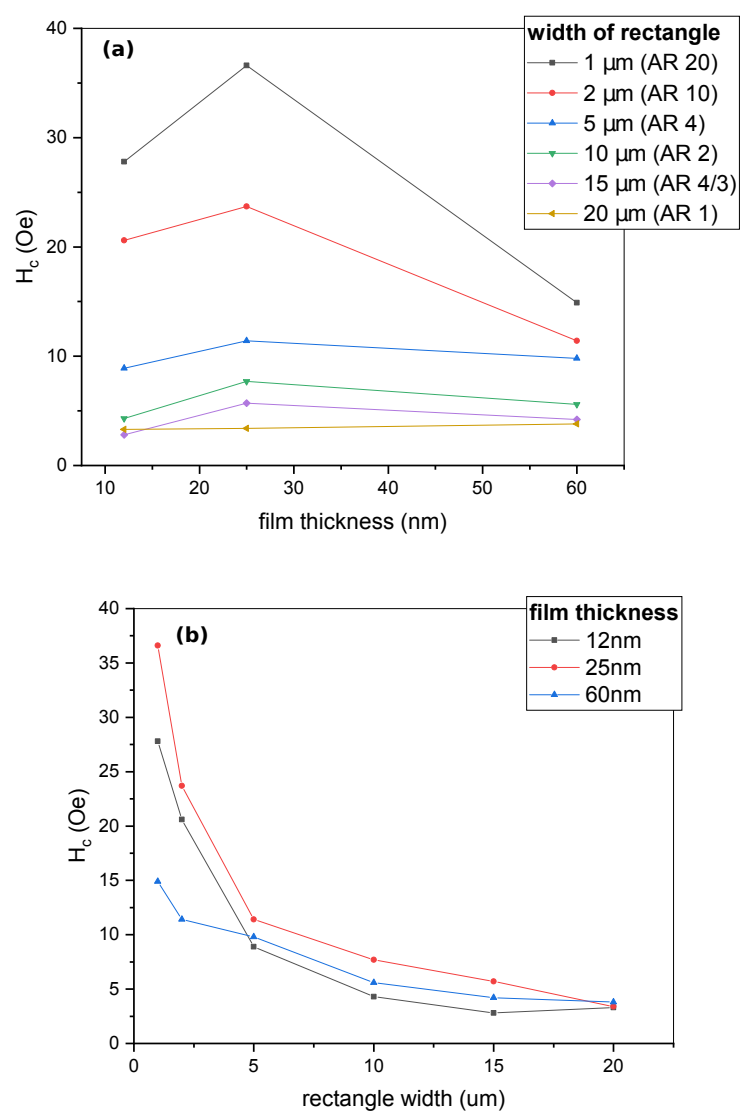 (a)
width of rectangle
1 µm (AR 20)
2 µm (AR 10)
5 µm (AR 4)
10 µm (AR 2)
15 µm (AR 4/3)
20 µm (AR 1)
40
30
20
10
0
H_c (Oe)
10 20 30 40 50 60
film thickness (nm)
(b)
film thickness
12nm
25nm
60nm
40
35
30
25
20
15
10
5
0
H_c (Oe)
0 5 10 15 20
rectangle width (um)